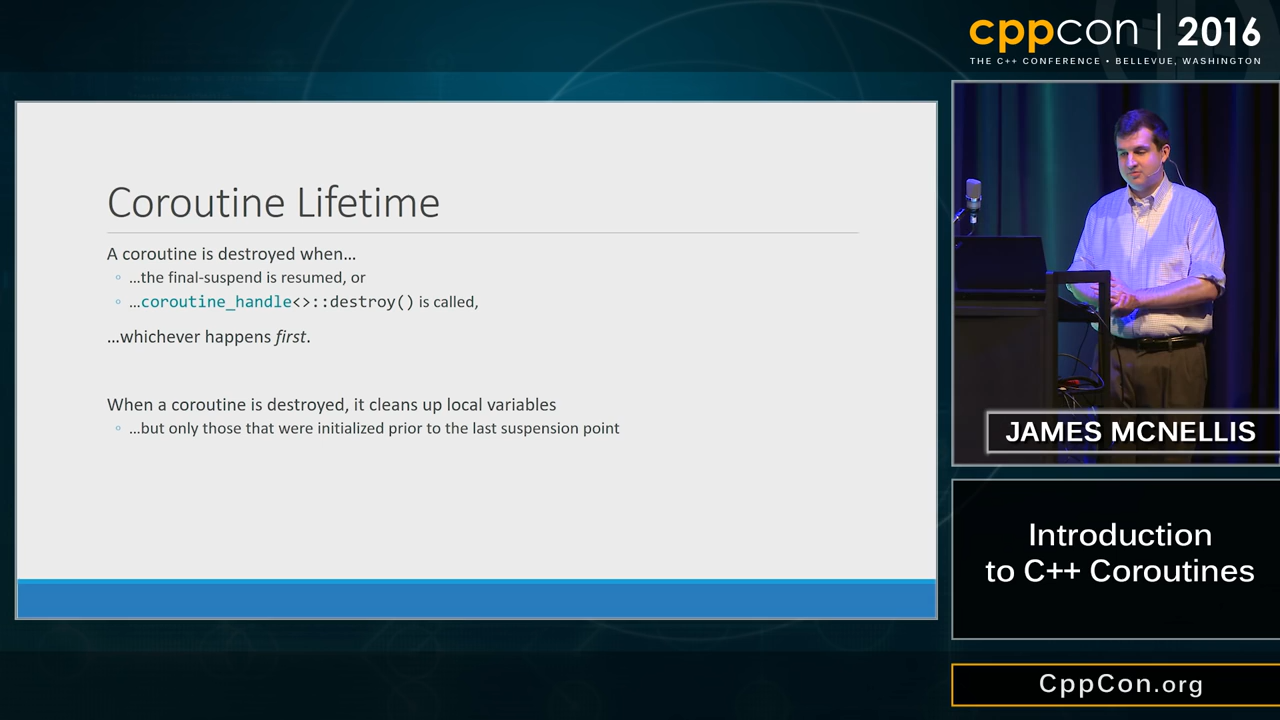 cppcon | 2016
THE C++ CONFERENCE • BELLEVUE, WASHINGTON
Coroutine Lifetime
A coroutine is destroyed when…
◦ …the final-suspend is resumed, or
◦ …coroutine_handle<>::destroy() is called,
…whichever happens first.
When a coroutine is destroyed, it cleans up local variables
◦ …but only those that were initialized prior to the last suspension point
JAMES MCNELLIS
Introduction
to C++ Coroutines
CppCon.org